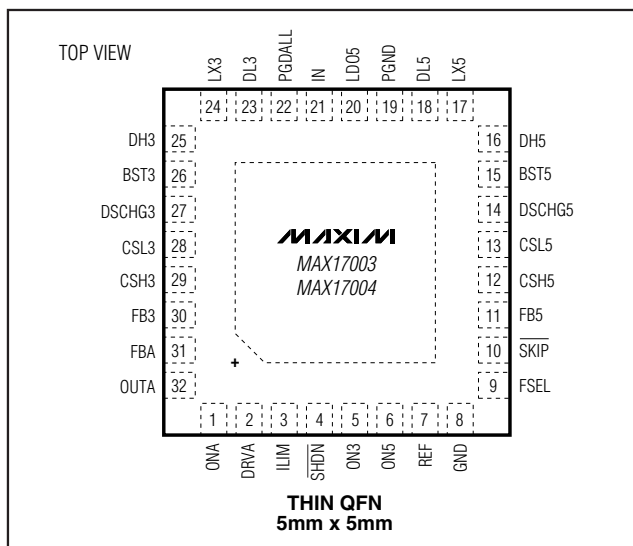 TOP VIEW
LX3
DL3
PGDALL
IN
LDO5
PGND
DL5
LX5
24 23 22 21 20 19 18 17
DH3 25
BST3 26
DSCHG3 27
CSL3 28
CSH3 29
FB3 30
FBA 31
OUTA 32
16 DH5
15 BST5
14 DSCHG5
13 CSL5
12 CSH5
11 FB5
10 SKIP
9 FSEL
MAXIM
MAX17003
MAX17004
+
1 2 3 4 5 6 7 8
ONA
DRVA
ILIM
SHDN
ON3
ON5
REF
GND
THIN QFN
5mm x 5mm